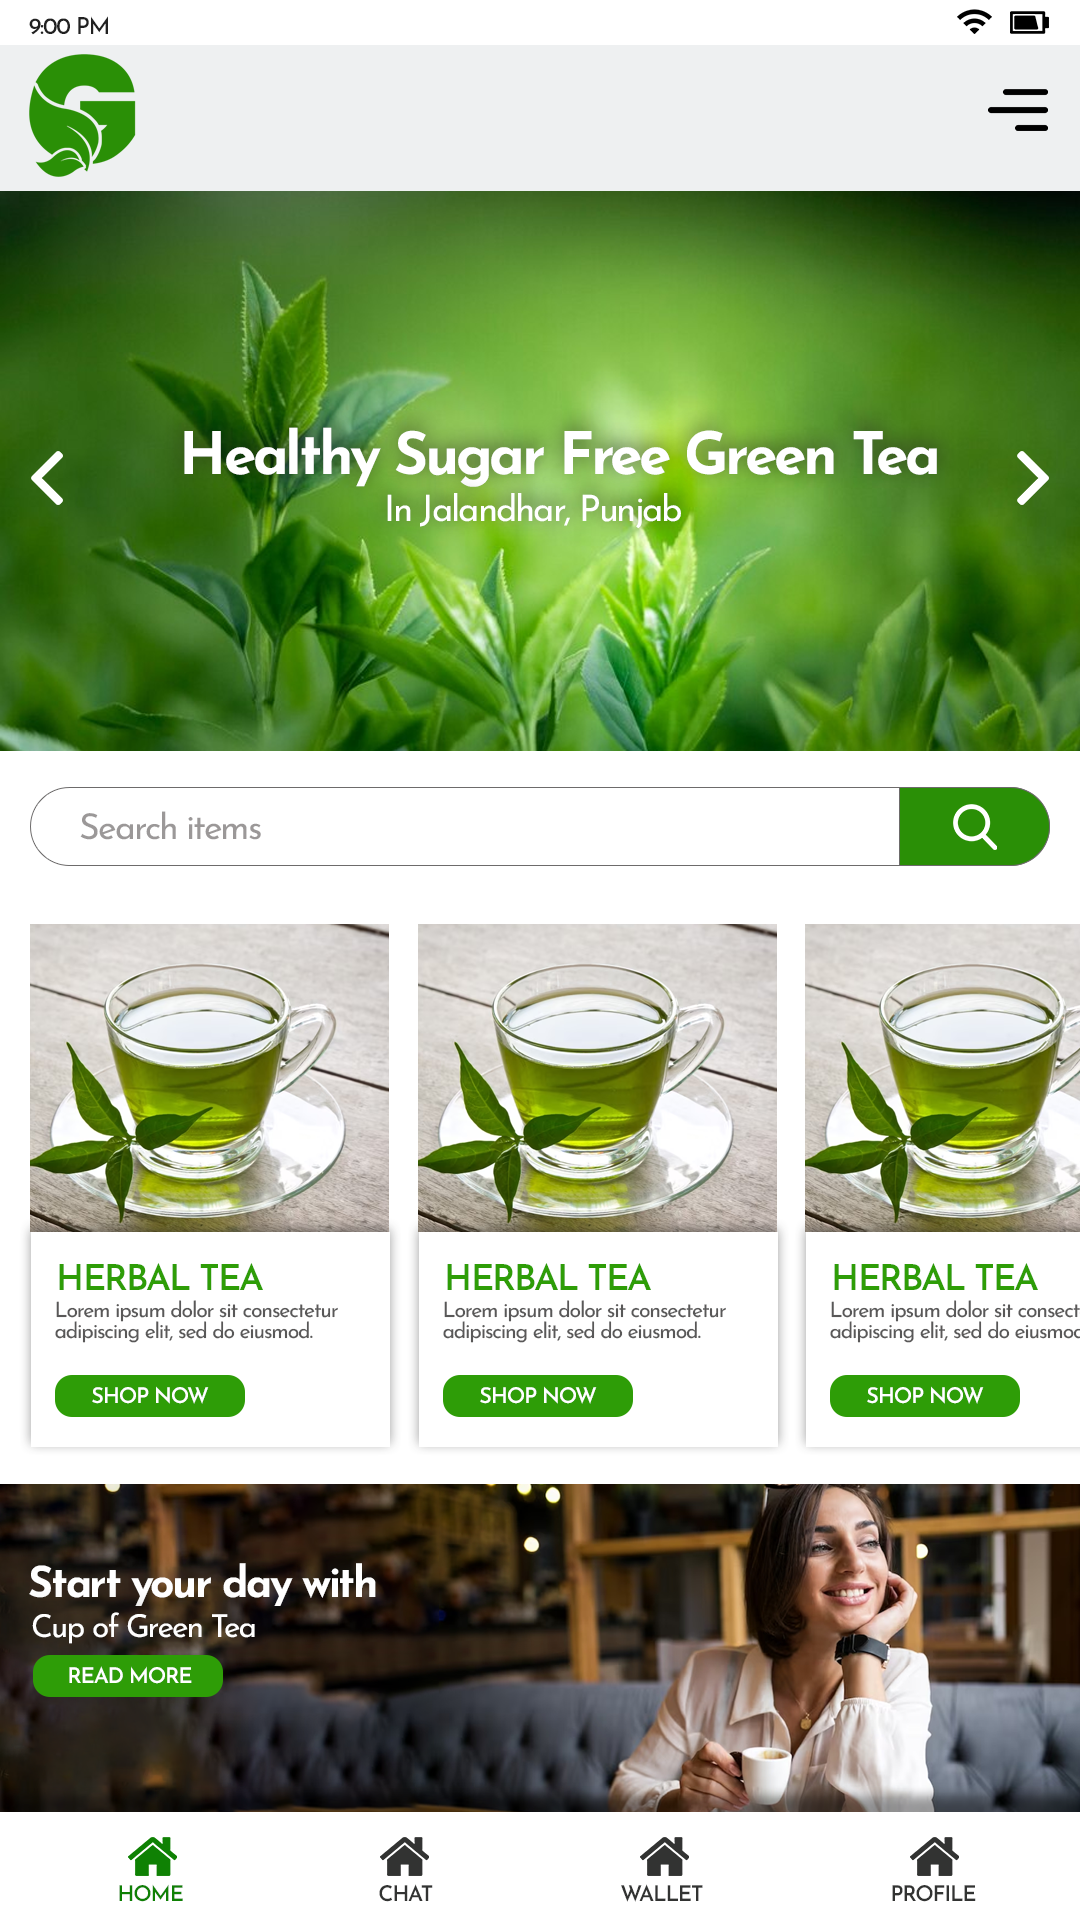 9:00 PM
Healthy Sugar Free Green Tea
In Jalandhar, Punjab
Search items
HERBAL TEA
Lorem ipsum dolor sit consectetur
adipiscing elit, sed do eiusmod.
SHOP NOW
HERBAL TEA
Lorem ipsum dolor sit consectetur
adipiscing elit, sed do eiusmod.
SHOP NOW
HERBAL TEA
Lorem ipsum dolor sit consect
adipiscing elit, sed do eiusmo
SHOP NOW
Start your day with
Cup of Green Tea
READ MORE
HOME
CHAT
WALLET
PROFILE